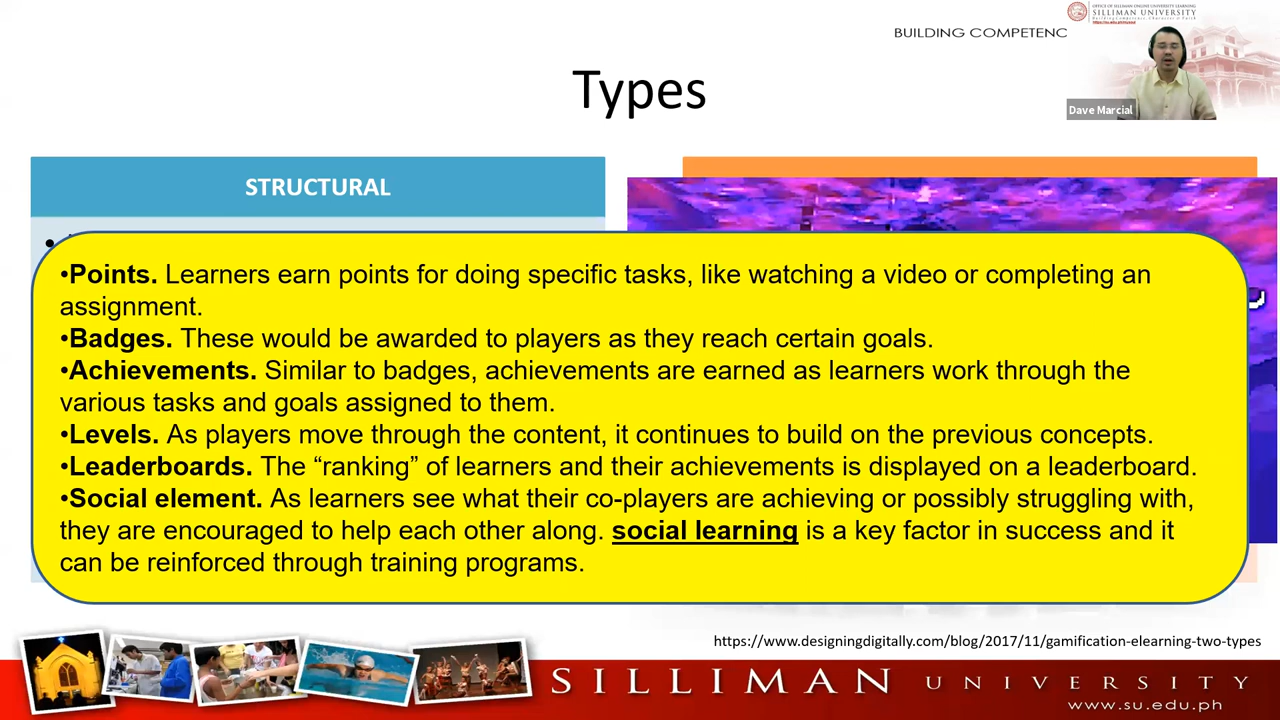 OFFICE OF SILLIMAN ONLINE UNIVERSITY LEARNING
SILLIMAN UNIVERSITY
BUILDING COMPETENC
Dave Marcial
Types
STRUCTURAL
•Points. Learners earn points for doing specific tasks, like watching a video or completing an
assignment.
•Badges. These would be awarded to players as they reach certain goals.
•Achievements. Similar to badges, achievements are earned as learners work through the
various tasks and goals assigned to them.
•Levels. As players move through the content, it continues to build on the previous concepts.
•Leaderboards. The “ranking” of learners and their achievements is displayed on a leaderboard.
•Social element. As learners see what their co-players are achieving or possibly struggling with,
they are encouraged to help each other along. social learning is a key factor in success and it
can be reinforced through training programs.
https://www.designingdigitally.com/blog/2017/11/gamification-elearning-two-types
SILLIMAN UNIVERSITY
www.su.edu.ph